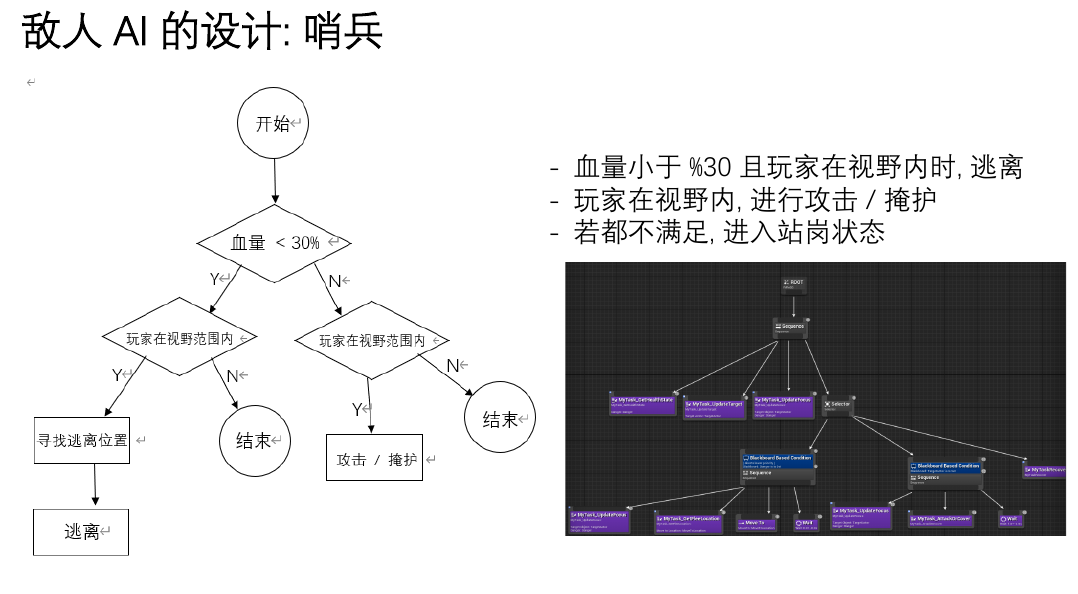 敌人 AI 的设计: 哨兵
开始
血量 < 30%
Y
N
玩家在视野范围内
玩家在视野范围内
Y
N
Y
N
寻找逃离位置
结束
攻击 / 掩护
结束
逃离
- 血量小于 %30 且玩家在视野内时, 逃离
- 玩家在视野内, 进行攻击 / 掩护
- 若都不满足, 进入站岗状态
ROOT
Sequence
MyTask_GetHealthState
MyTask_UpdateTarget
MyTask_UpdateFocus
Selector
Blackboard Based Condition
Sequence
Blackboard Based Condition
Sequence
MyTaskRecove
MyTask_UpdateFocus
MyTask_GetFleeLocation
Move To
Wait
MyTask_UpdateFocus
MyTask_AttackOrCover
Wait